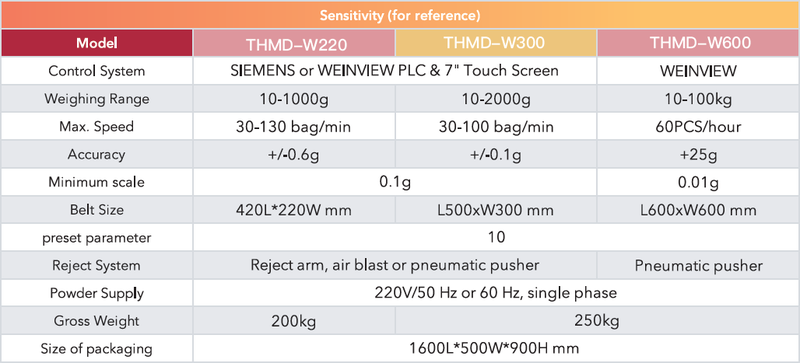 Sensitivity (for reference)
Model THMD-W220 THMD-W300 THMD-W600
Control System SIEMENS or WEINVIEW PLC & 7" Touch Screen WEINVIEW
Weighing Range 10-1000g 10-2000g 10-100kg
Max. Speed 30-130 bag/min 30-100 bag/min 60PCS/hour
Accuracy +/-0.6g +/-0.1g +25g
Minimum scale 0.1g 0.01g
Belt Size 420L*220W mm L500xW300 mm L600xW600 mm
preset parameter 10
Reject System Reject arm, air blast or pneumatic pusher Pneumatic pusher
Powder Supply 220V/50 Hz or 60 Hz, single phase
Gross Weight 200kg 250kg
Size of packaging 1600L*500W*900H mm